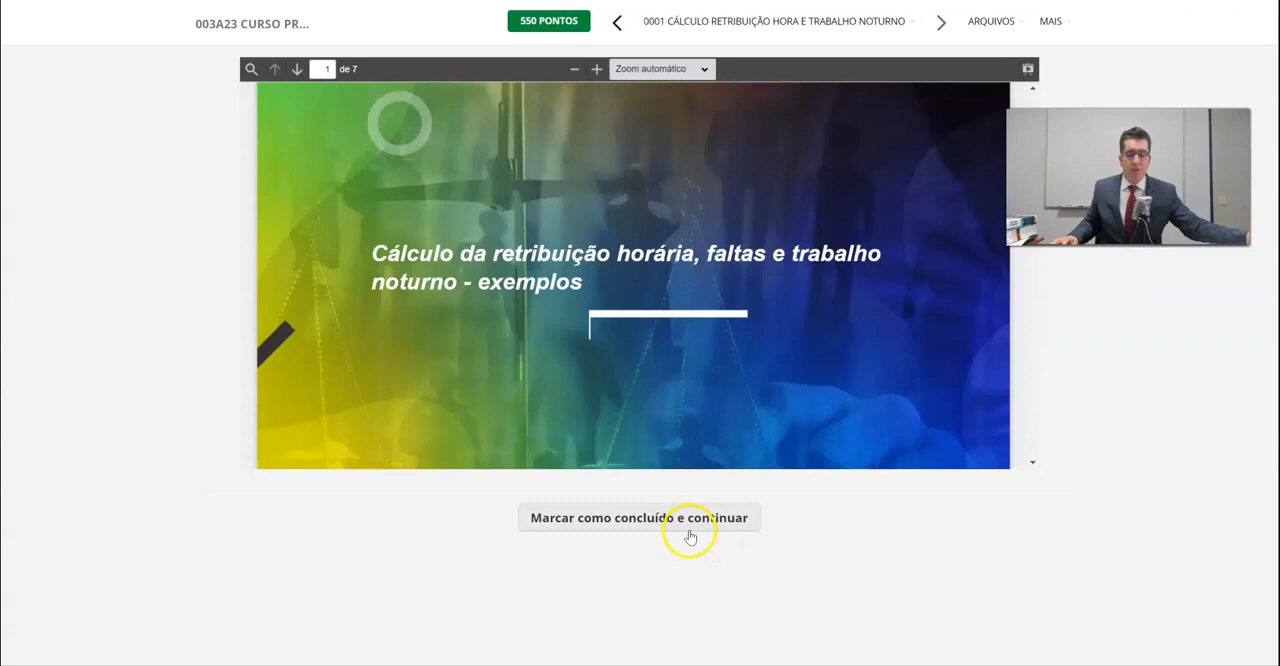 003A23 CURSO PR...
550 PONTOS
0001 CÁLCULO RETRIBUIÇÃO HORA E TRABALHO NOTURNO
ARQUIVOS
MAIS
1 de 7
Zoom automático
Cálculo da retribuição horária, faltas e trabalho
noturno - exemplos
Marcar como concluído e continuar